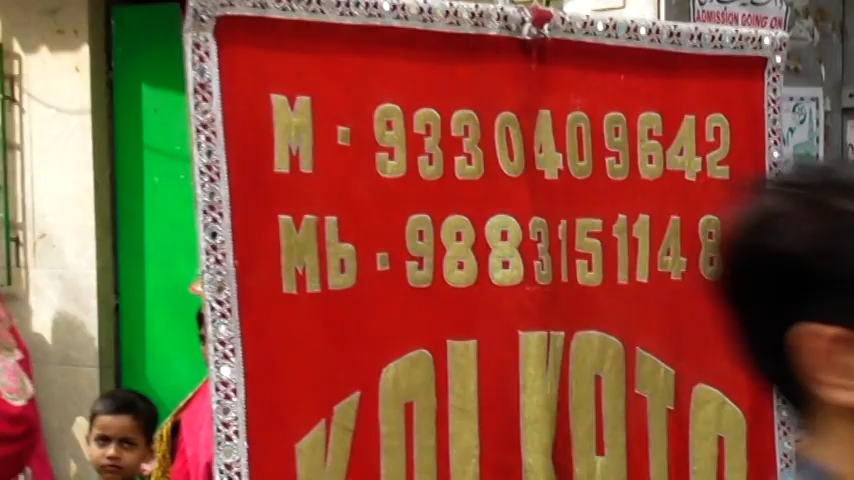 ADMISSION GOING ON
M · 9330409642
Mb · 9883151148
KOLKATA